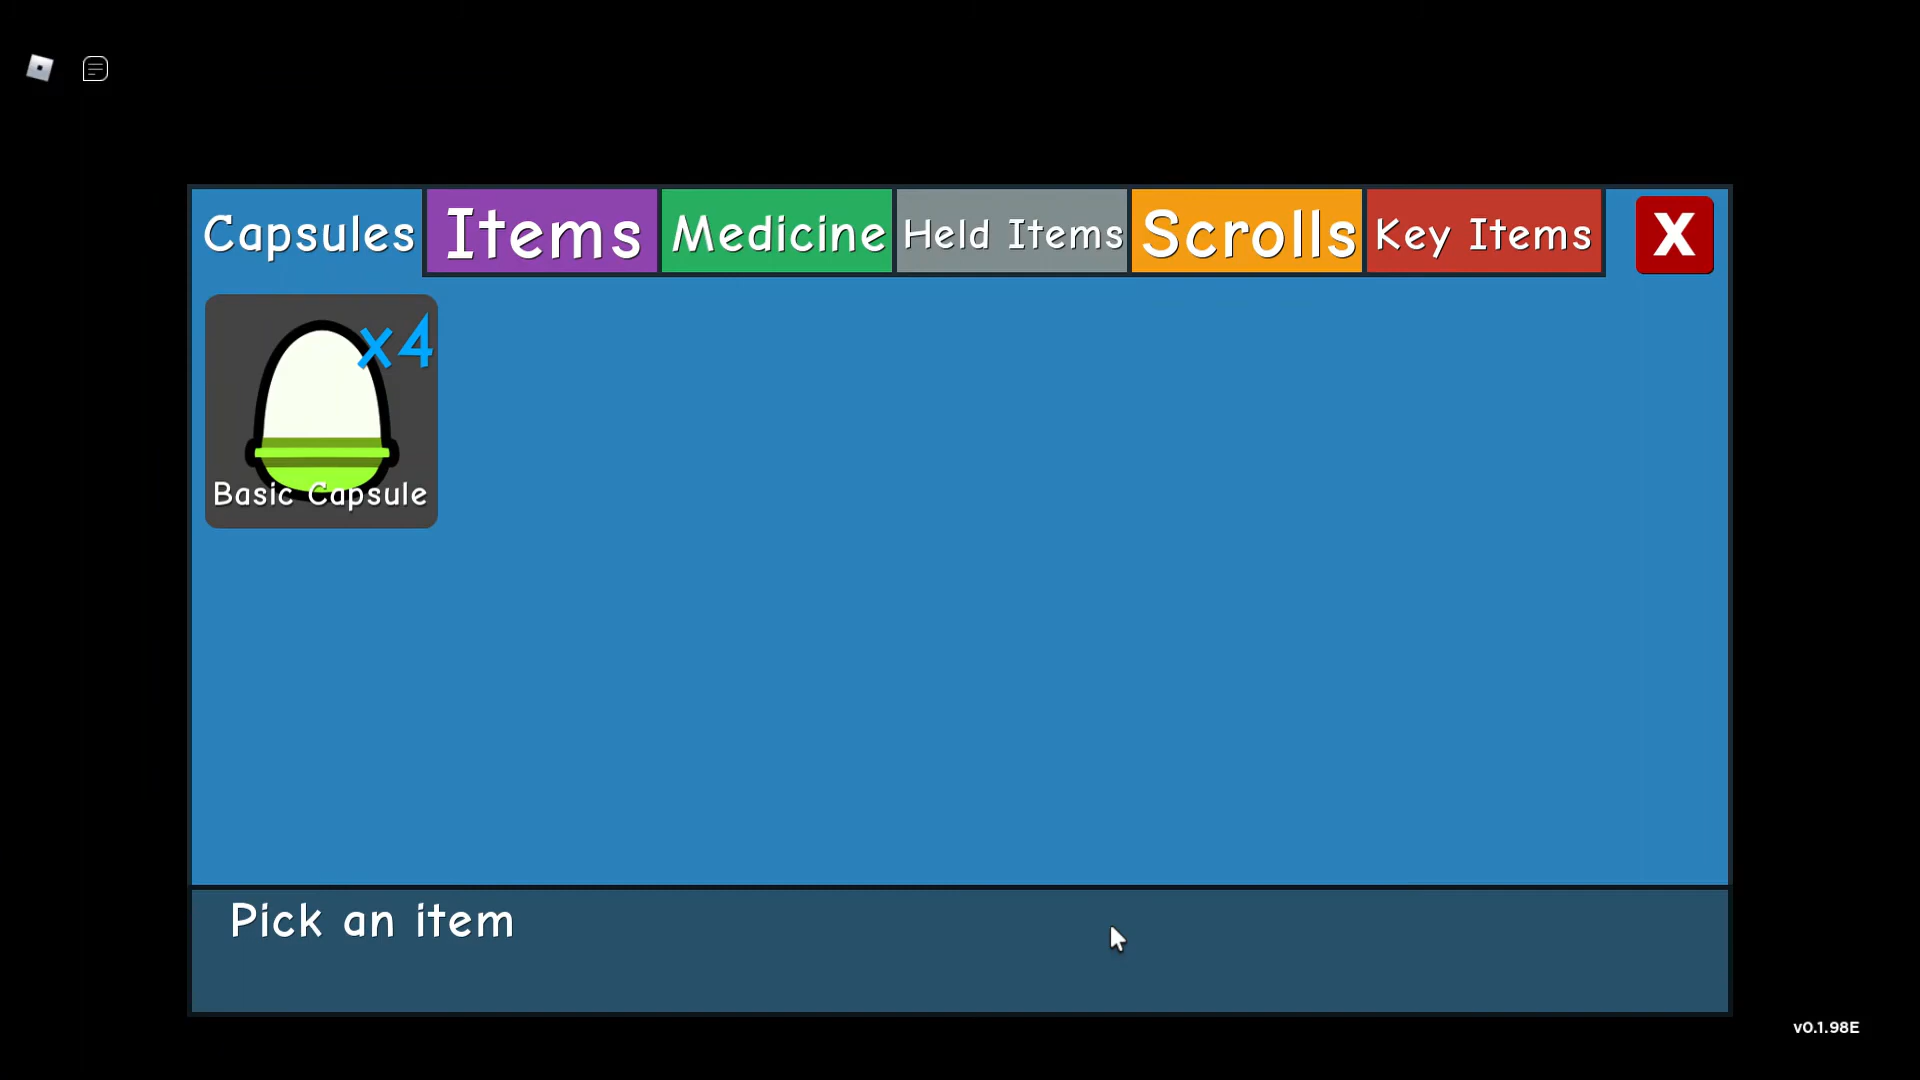 Capsules Items Medicine Held Items Scrolls Key Items X
x4
Basic Capsule
Pick an item
v0.1.98E